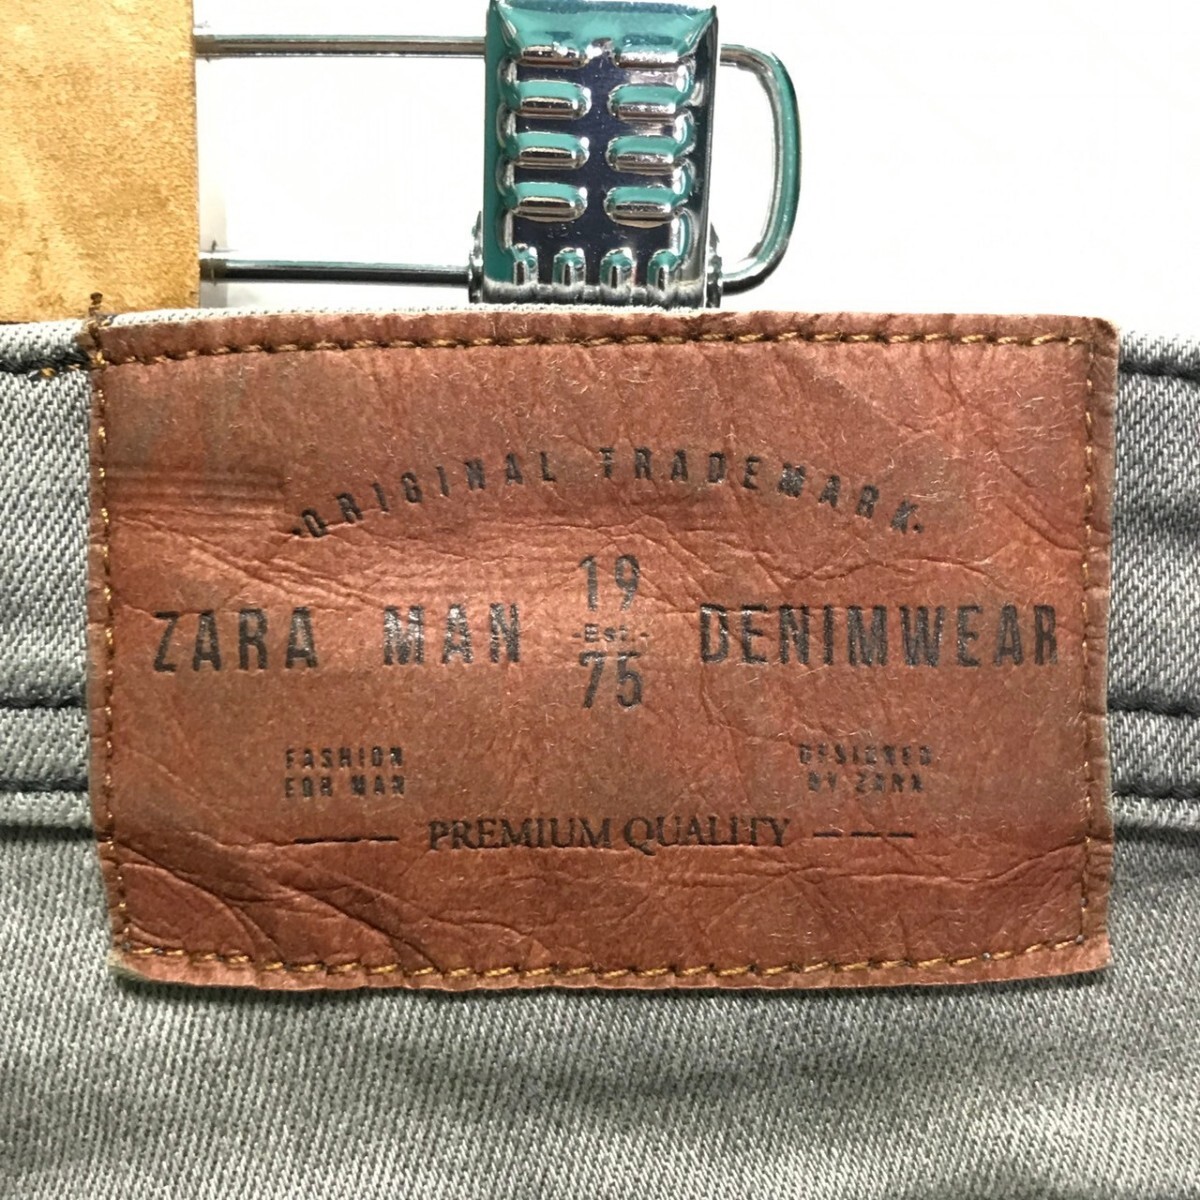 ·ORIGINAL TRADEMARK·
19
ZARA MAN -Est.- DENIMWEAR
75
FASHION DESIGNED
FOR MAN BY ZARA
PREMIUM QUALITY